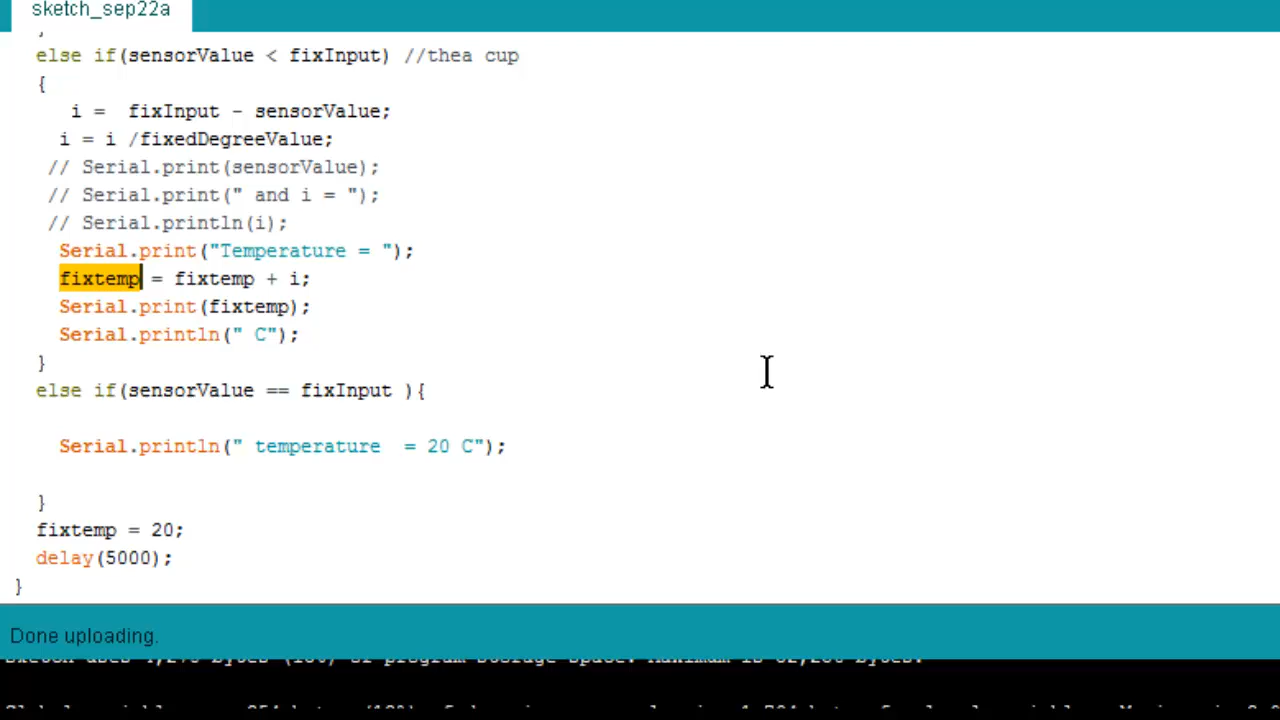 sketch_sep22a
}
else if(sensorValue < fixInput) //thea cup
{
i =  fixInput - sensorValue;
i = i /fixedDegreeValue;
// Serial.print(sensorValue);
// Serial.print(" and i = ");
// Serial.println(i);
Serial.print("Temperature = ");
fixtemp = fixtemp + i;
Serial.print(fixtemp);
Serial.println(" C");
}
else if(sensorValue == fixInput ){
Serial.println(" temperature  = 20 C");
}
fixtemp = 20;
delay(5000);
}
Done uploading.